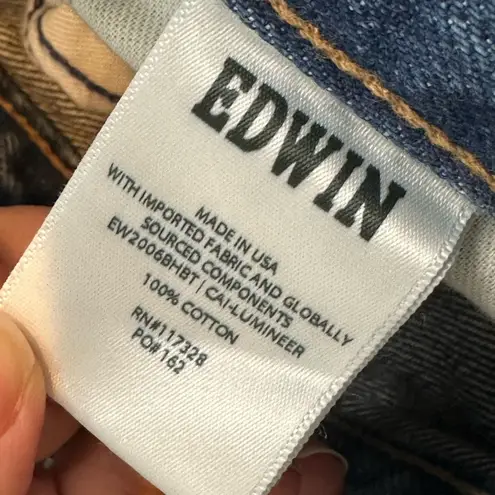 EDWIN
MADE IN USA
WITH IMPORTED FABRIC AND GLOBALLY
SOURCED COMPONENTS
EW2006BHBT | CAI-LUMINEER
100% COTTON
RN#117328
PO# 162